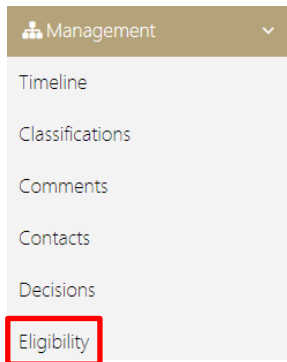 Management
Timeline
Classifications
Comments
Contacts
Decisions
Eligibility